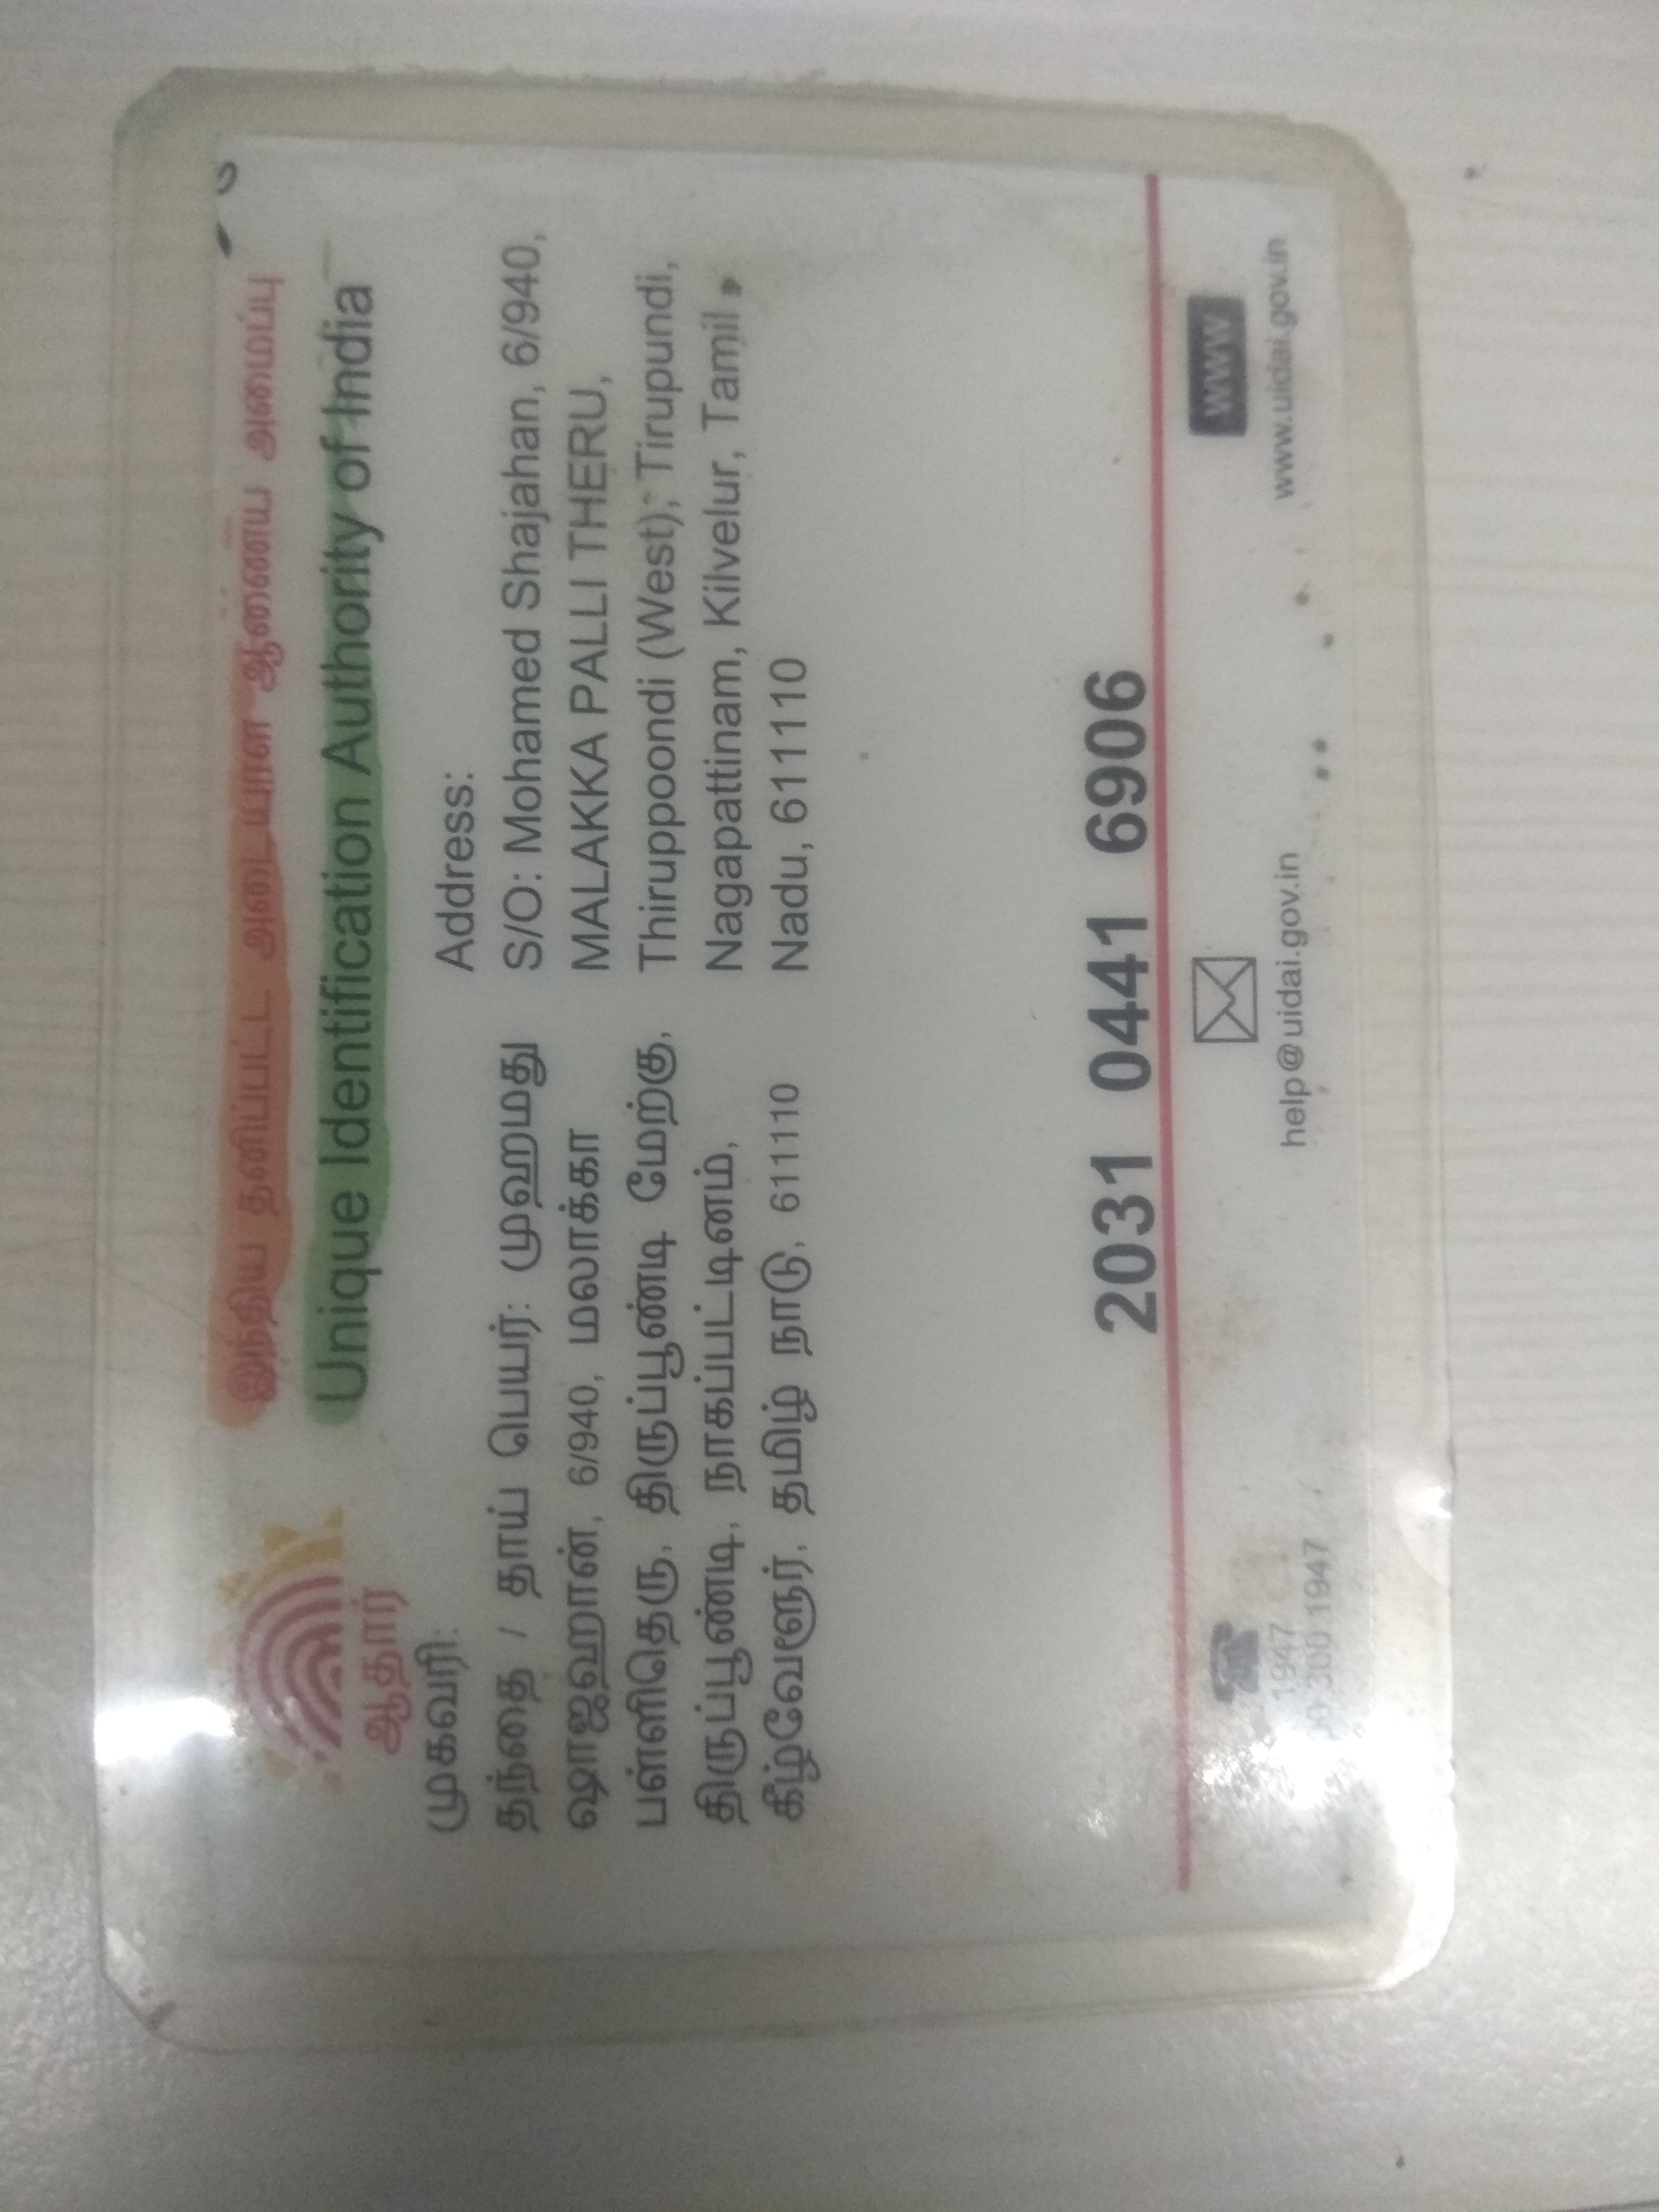 இந்திய தனிப்பட்ட அடையாள ஆணைய அமைப்பு
Unique Identification Authority of India
ஆதார்
முகவரி:
தந்தை / தாய் பெயர்: முஹமது
ஷாஜஹான், 6/940, மலாக்கா
பள்ளிதெரு, திருப்பூண்டி மேற்கு,
திருப்பூண்டி, நாகப்பட்டினம்,
கீழ்வேளூர், தமிழ் நாடு, 611110
Address:
S/O: Mohamed Shajahan, 6/940,
MALAKKA PALLI THERU,
Thiruppoondi (West), Tirupundi,
Nagapattinam, Kilvelur, Tamil
Nadu, 611110
2031 0441 6906
1947
300 1947
help@uidai.gov.in
www
www.uidai.gov.in